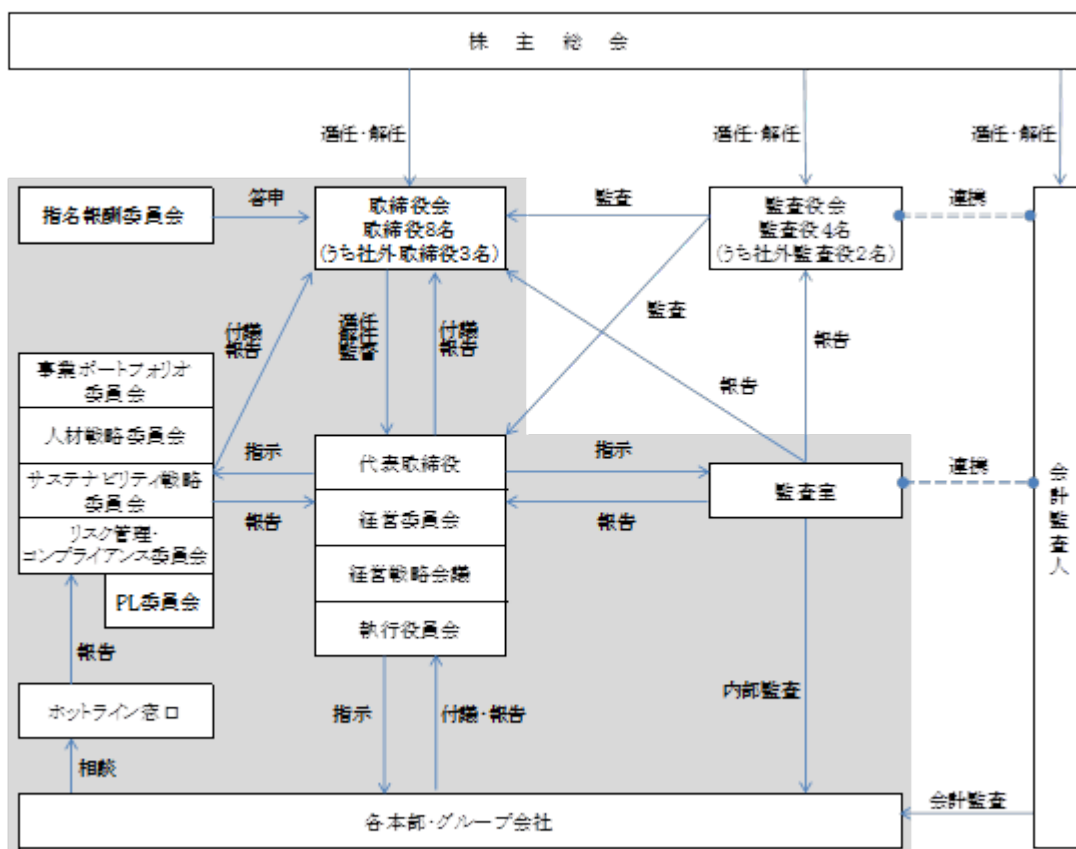 株主総会
選任・解任
選任・解任
選任・解任
指名報酬委員会
答申
取締役会
取締役8名
(うち社外取締役3名)
監査
監査役会
監査役4名
(うち社外監査役2名)
連携
監査
付議
報告
選任
解任
監督
付議
報告
報告
報告
事業ポートフォリオ
委員会
人材戦略委員会
サステナビリティ戦略
委員会
リスク管理・
コンプライアンス委員会
PL委員会
指示
報告
代表取締役
経営委員会
経営戦略会議
執行役員会
指示
報告
監査室
連携
会計監査人
報告
ホットライン窓口
相談
指示
付議・報告
内部監査
会計監査
各本部・グループ会社